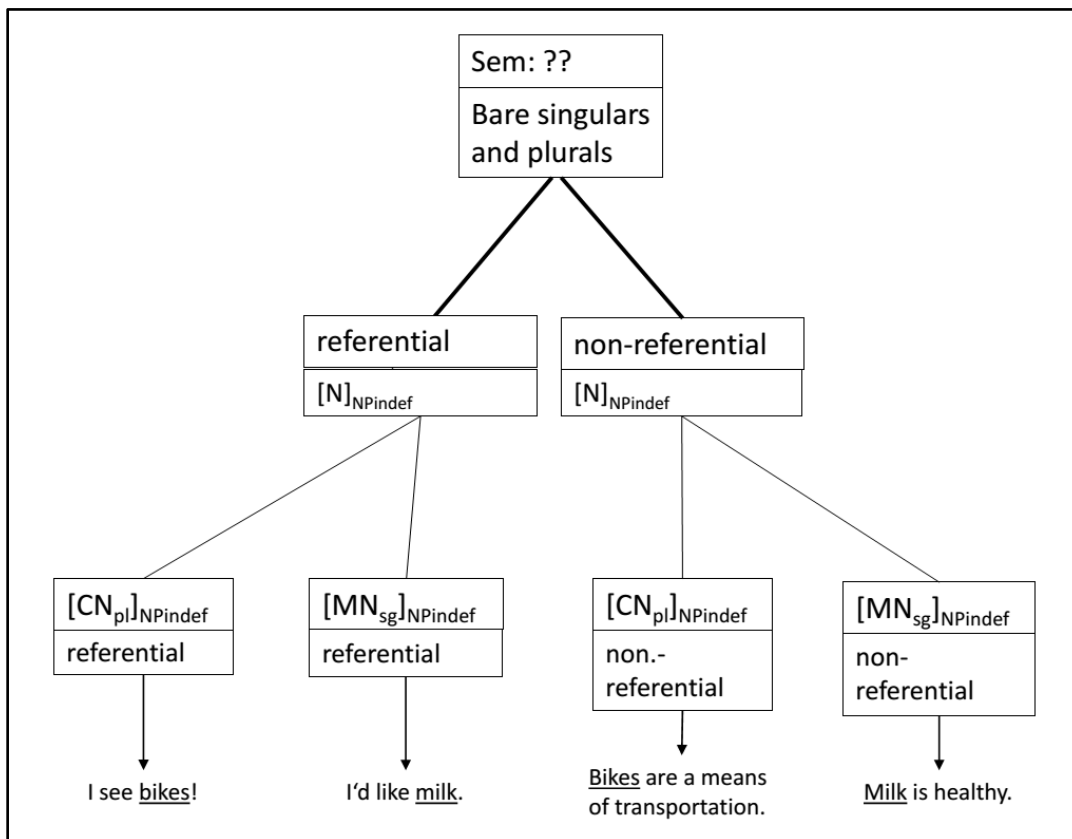 Sem: ??
Bare singulars
and plurals
referential
[N]NPindef
non-referential
[N]NPindef
[CNpl]NPindef
referential
[MNsg]NPindef
referential
[CNpl]NPindef
non.-
referential
[MNsg]NPindef
non-
referential
I see bikes!
I‘d like milk.
Bikes are a means
of transportation.
Milk is healthy.